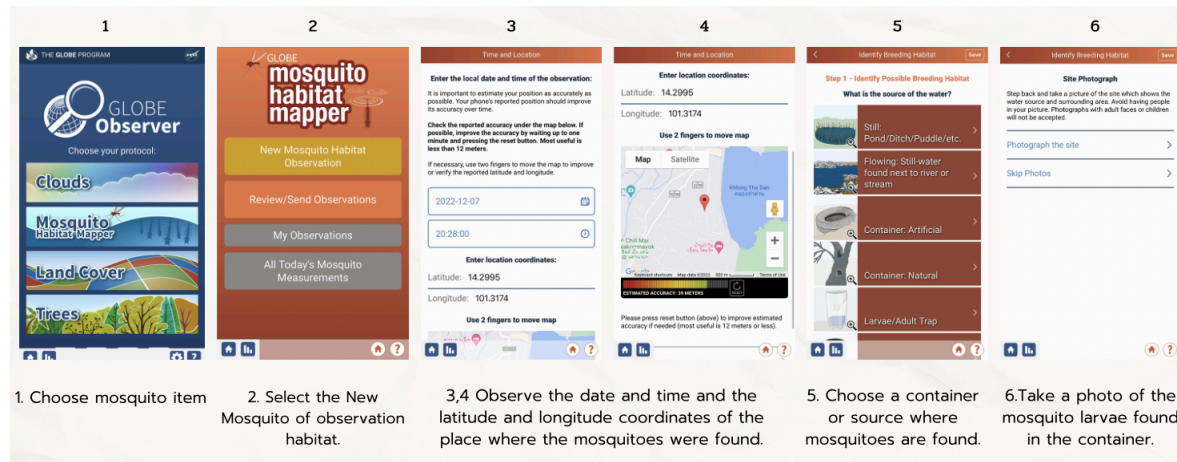 1
2
3
4
5
6
THE GLOBE PROGRAM
GLOBE
Observer
Choose your protocol:
Clouds
Mosquito
Habitat Mapper
Land Cover
Trees
GLOBE
mosquito
habitat
mapper
New Mosquito Habitat
Observation
Review/Send Observations
My Observations
All Today's Mosquito
Measurements
Time and Location
Enter the local date and time of the observation:
It is important to estimate your position as accurately as
possible. Your phone's reported position should improve
its accuracy over time.
Check the reported accuracy under the map below. If
possible, improve the accuracy by waiting up to one
minute and pressing the reset button. Most useful is
less than 12 meters.
If necessary, use two fingers to move the map to improve
or verify the reported latitude and longitude.
2022-12-07
20:28:00
Enter location coordinates:
Latitude: 14.2995
Longitude: 101.3174
Use 2 fingers to move map
Time and Location
Enter location coordinates:
Latitude: 14.2995
Longitude: 101.3174
Use 2 fingers to move map
Map Satellite
Khlong Tha Dan
Google
Keyboard shortcuts Map data ©2022 500 m Terms of Use
ESTIMATED ACCURACY: 39 METERS
Please press reset button (above) to improve estimated
accuracy if needed (most useful is 12 meters or less).
Identify Breeding Habitat Save
Step 1 - Identify Possible Breeding Habitat
What is the source of the water?
Still:
Pond/Ditch/Puddle/etc.
Flowing: Still-water
found next to river or
stream
Container: Artificial
Container: Natural
Larvae/Adult Trap
Identify Breeding Habitat Save
Site Photograph
Step back and take a picture of the site which shows the
water source and surrounding area. Avoid having people
in your picture. Photographs with adult faces or children
will not be accepted.
Photograph the site
Skip Photos
1. Choose mosquito item
2. Select the New
Mosquito of observation
habitat.
3,4 Observe the date and time and the
latitude and longitude coordinates of the
place where the mosquitoes were found.
5. Choose a container
or source where
mosquitoes are found.
6.Take a photo of the
mosquito larvae found
in the container.